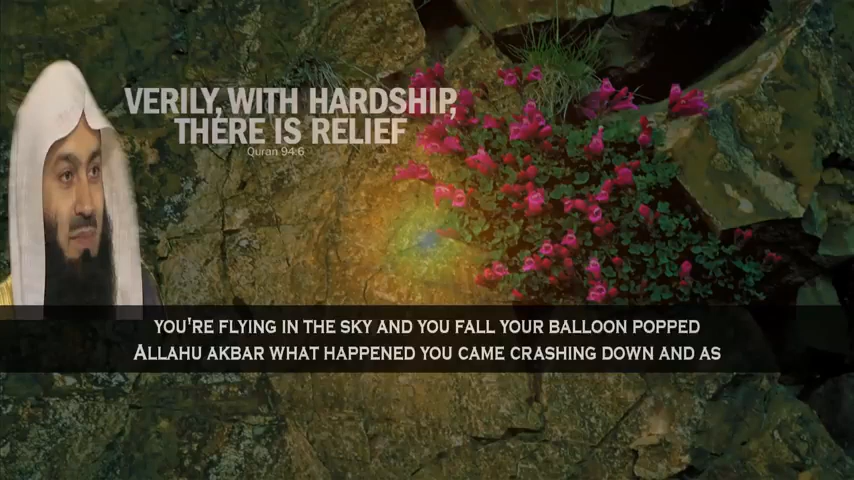 VERILY, WITH HARDSHIP,
THERE IS RELIEF
Quran 94:6
YOU'RE FLYING IN THE SKY AND YOU FALL YOUR BALLOON POPPED
ALLAHU AKBAR WHAT HAPPENED YOU CAME CRASHING DOWN AND AS